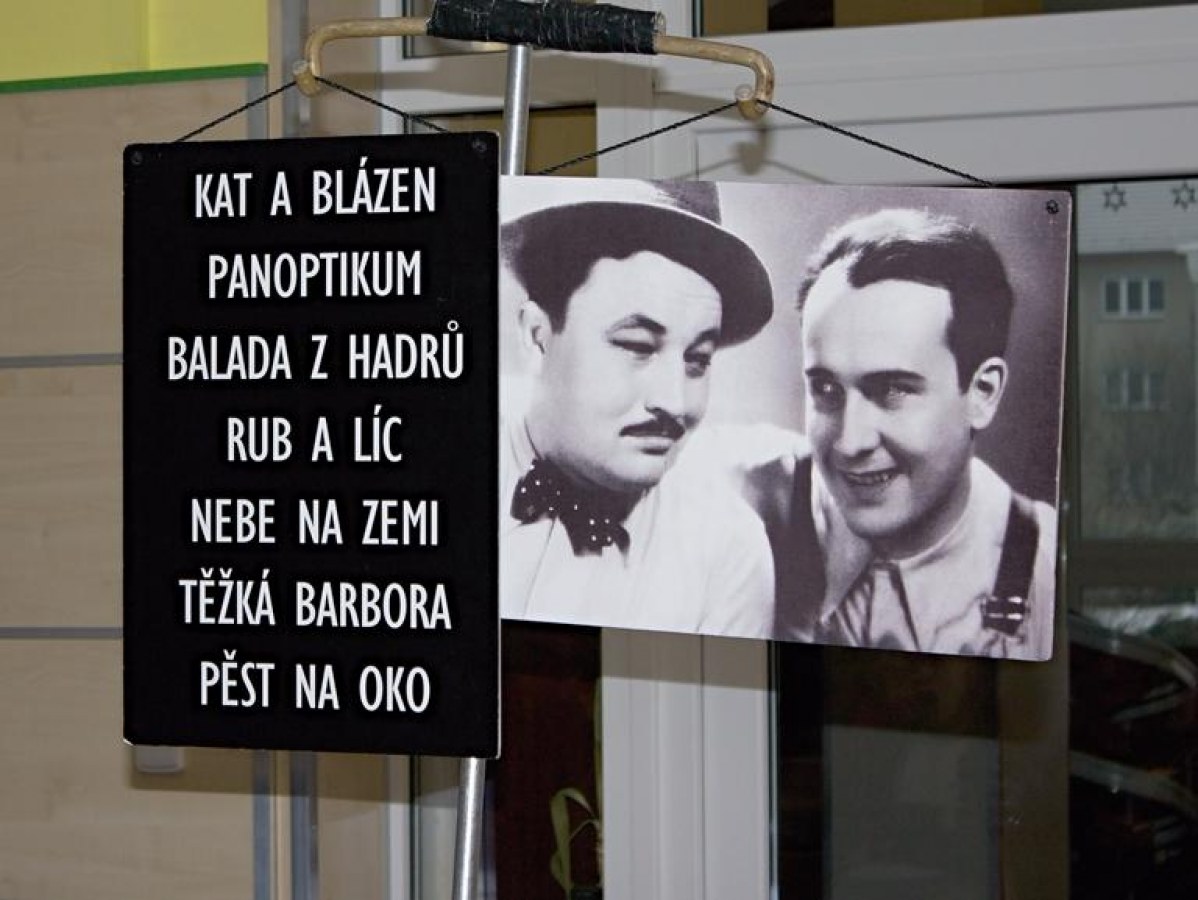 KAT A BLÁZEN
PANOPTIKUM
BALADA Z HADRŮ
RUB A LÍC
NEBE NA ZEMI
TĚŽKÁ BARBORA
PĚST NA OKO